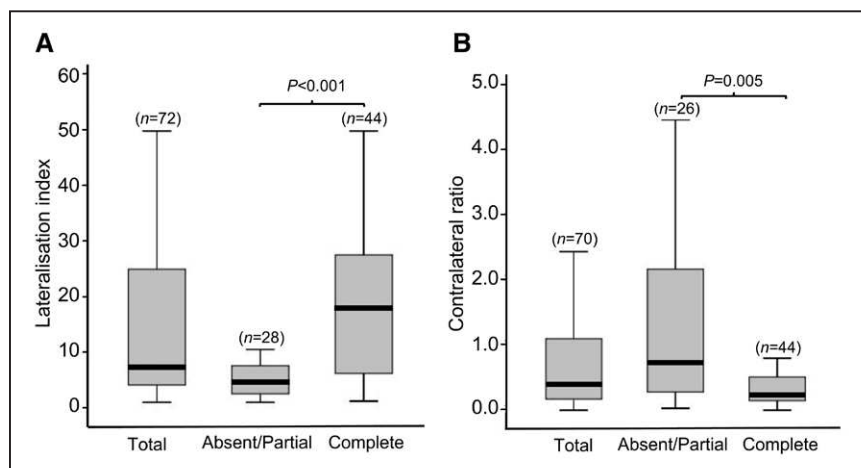 A
60
50
40
30
20
10
0
Lateralisation index
(n=72)
(n=28)
(n=44)
P<0.001
Total Absent/Partial Complete
B
5.0
4.0
3.0
2.0
1.0
0.0
Contralateral ratio
(n=70)
(n=26)
(n=44)
P=0.005
Total Absent/Partial Complete